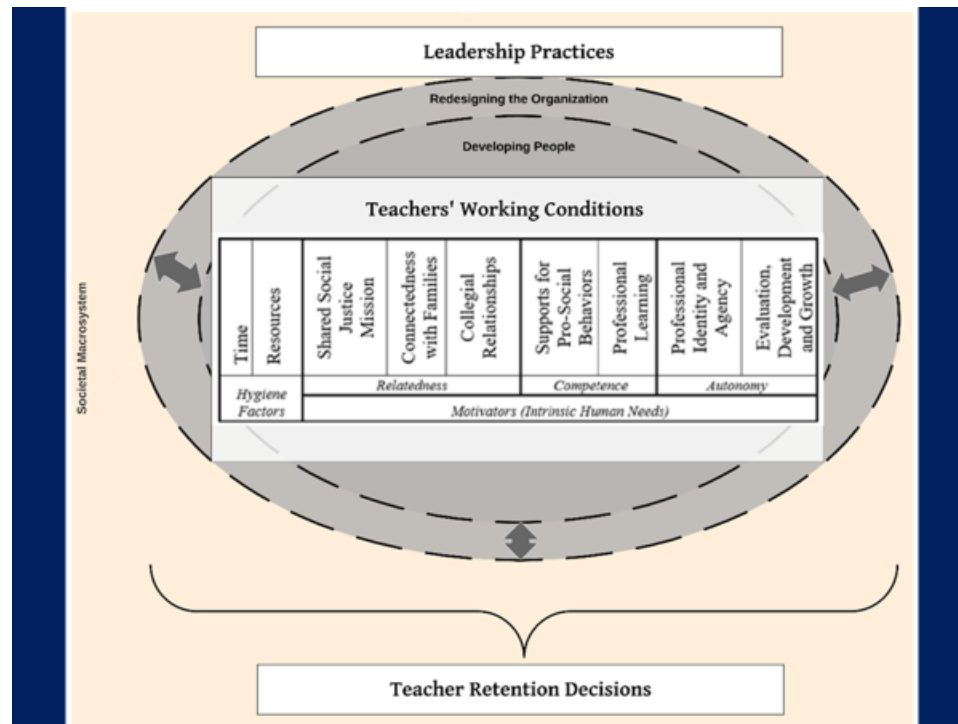 Leadership Practices
Redesigning the Organization
Developing People
Teachers' Working Conditions
Societal Macrosystem
Time
Resources
Shared Social
Justice
Mission
Connectedness
with Families
Collegial
Relationships
Supports for
Pro-Social
Behaviors
Professional
Learning
Professional
Identity and
Agency
Evaluation,
Development
and Growth
Hygiene
Factors
Relatedness
Competence
Autonomy
Motivators (Intrinsic Human Needs)
Teacher Retention Decisions